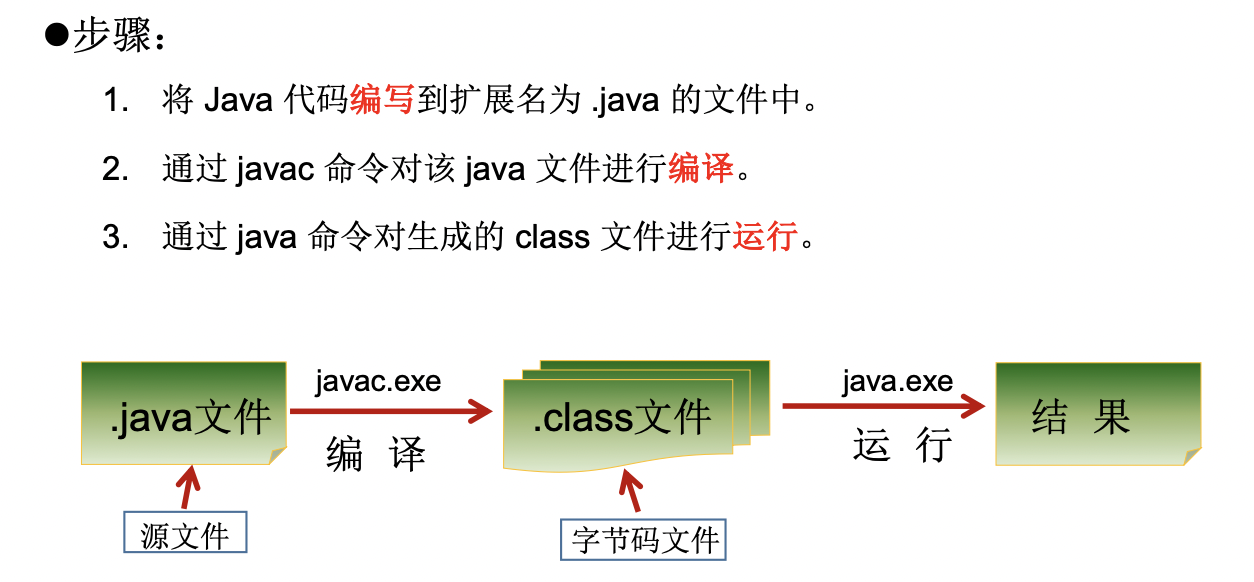 ●步骤：
1. 将 Java 代码编写到扩展名为 .java 的文件中。
2. 通过 javac 命令对该 java 文件进行编译。
3. 通过 java 命令对生成的 class 文件进行运行。
.java文件
javac.exe
编 译
.class文件
java.exe
运 行
结 果
源文件
字节码文件